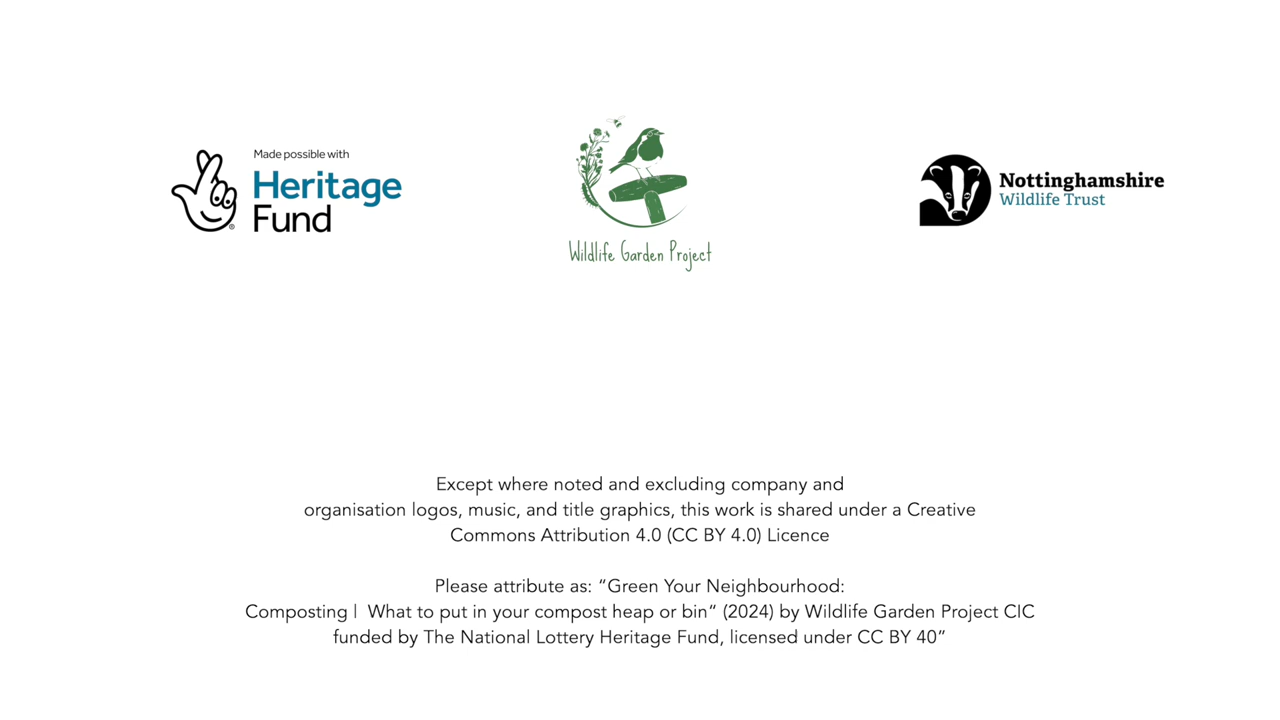 Made possible with
Heritage
Fund
Wildlife Garden Project
Nottinghamshire
Wildlife Trust
Except where noted and excluding company and
organisation logos, music, and title graphics, this work is shared under a Creative
Commons Attribution 4.0 (CC BY 4.0) Licence
Please attribute as: “Green Your Neighbourhood:
Composting |  What to put in your compost heap or bin” (2024) by Wildlife Garden Project CIC
funded by The National Lottery Heritage Fund, licensed under CC BY 40”